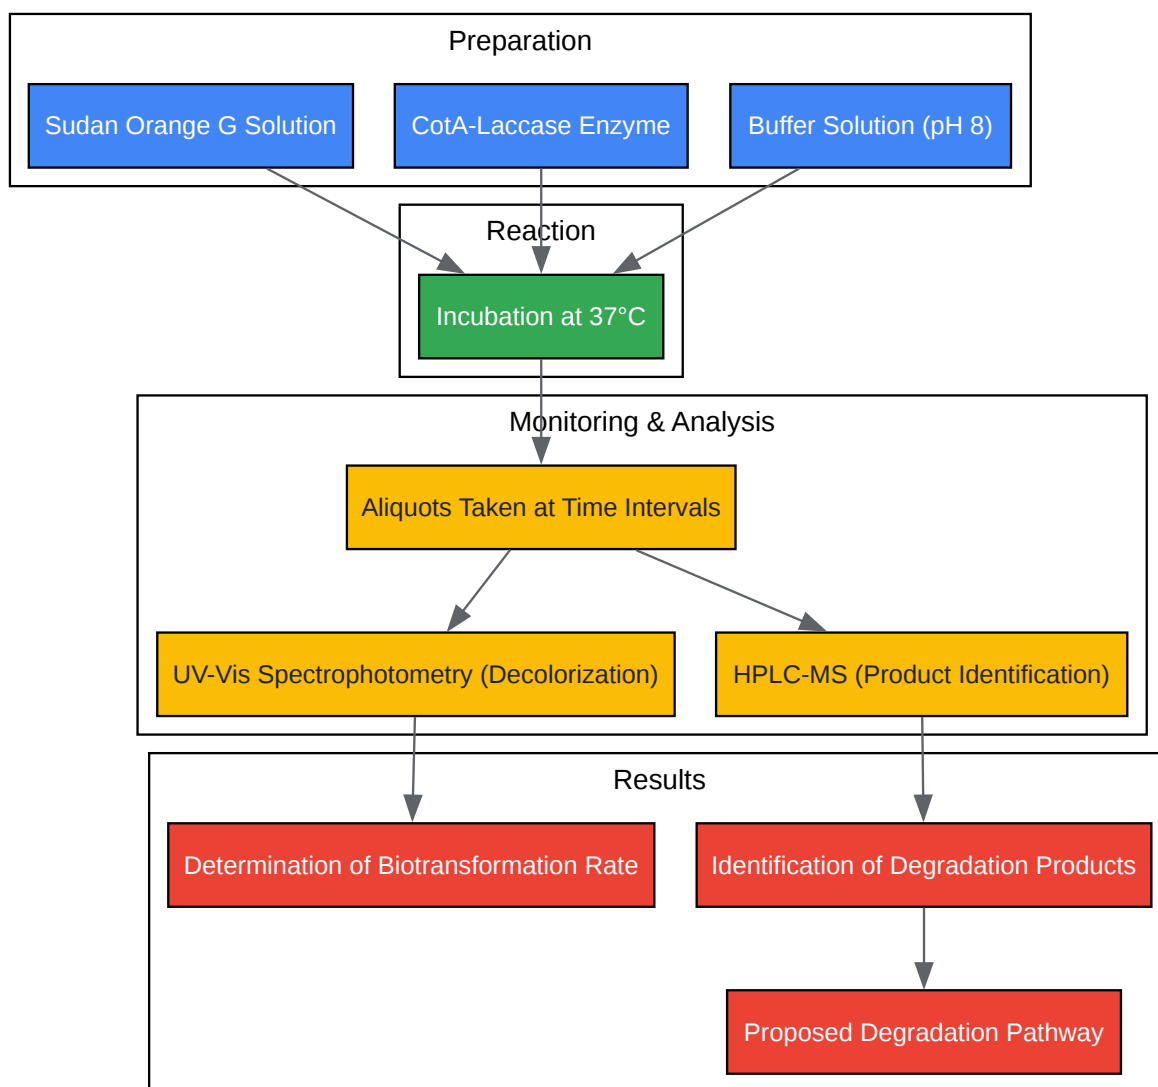 Preparation
Sudan Orange G Solution
CotA-Laccase Enzyme
Buffer Solution (pH 8)
Reaction
Incubation at 37°C
Monitoring & Analysis
Aliquots Taken at Time Intervals
UV-Vis Spectrophotometry (Decolorization)
HPLC-MS (Product Identification)
Results
Determination of Biotransformation Rate
Identification of Degradation Products
Proposed Degradation Pathway